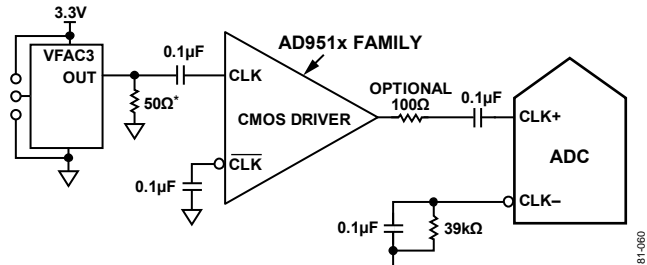 3.3V
VFAC3
OUT
0.1µF
50Ω*
CLK
AD951x FAMILY
CMOS DRIVER
CLK
0.1µF
OPTIONAL
100Ω
0.1µF
CLK+
ADC
CLK–
0.1µF
39kΩ
81-060